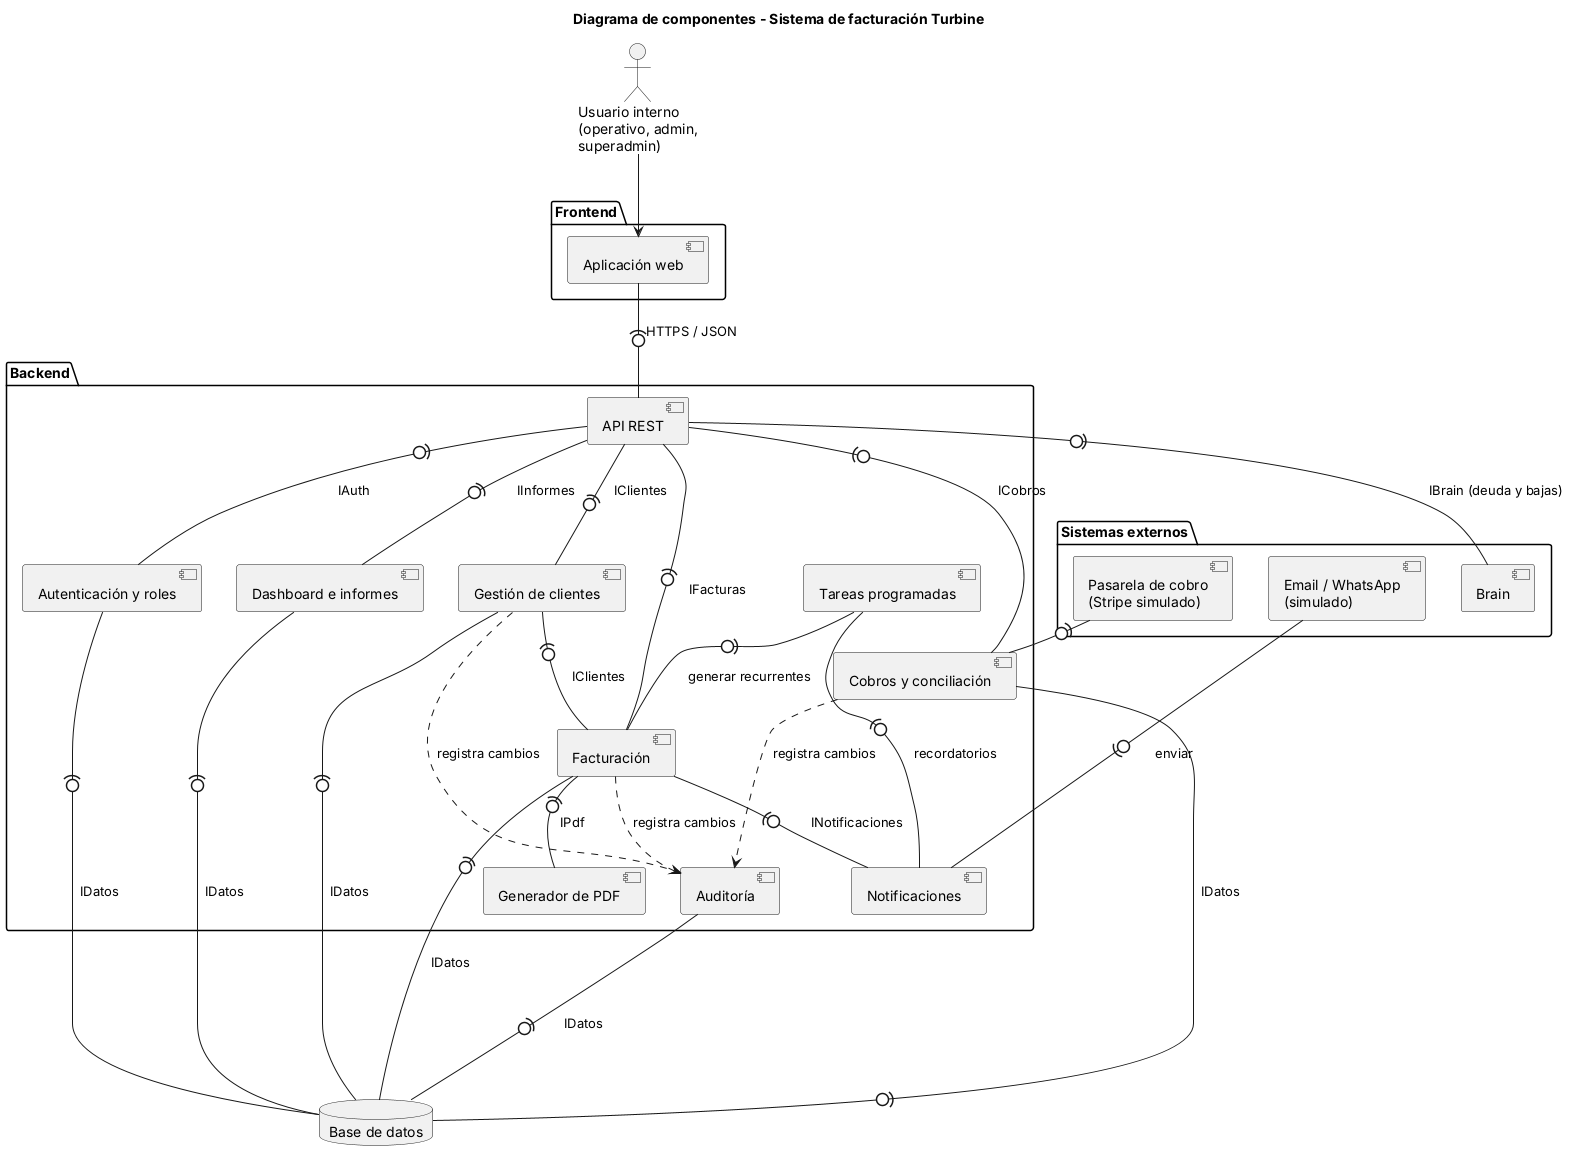 Diagrama de componentes - Sistema de facturación Turbine
Usuario interno
(operativo, admin,
superadmin)
Frontend
Aplicación web
HTTPS / JSON
Backend
API REST
IAuth
IInformes
IClientes
ICobros
IBrain (deuda y bajas)
Sistemas externos
Autenticación y roles
Dashboard e informes
Gestión de clientes
IFacturas
Tareas programadas
Pasarela de cobro
(Stripe simulado)
Email / WhatsApp
(simulado)
Brain
IClientes
generar recurrentes
Cobros y conciliación
registra cambios
Facturación
registra cambios
recordatorios
enviar
IPdf
registra cambios
INotificaciones
IDatos
IDatos
IDatos
Generador de PDF
Auditoría
Notificaciones
IDatos
IDatos
IDatos
Base de datos